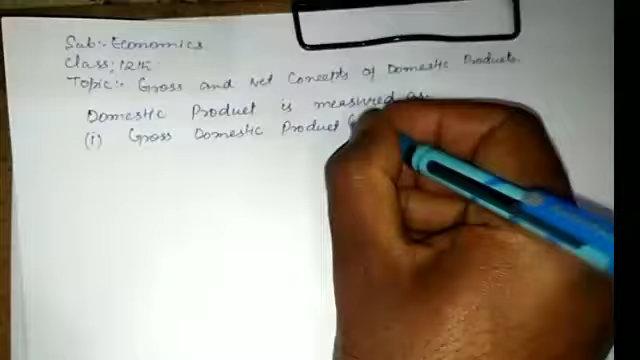 Sub:- Economics
Class: 12th
Topic:- Gross and Net Concepts of Domestic Products.
Domestic Product is measured as
(i) Gross Domestic Product (